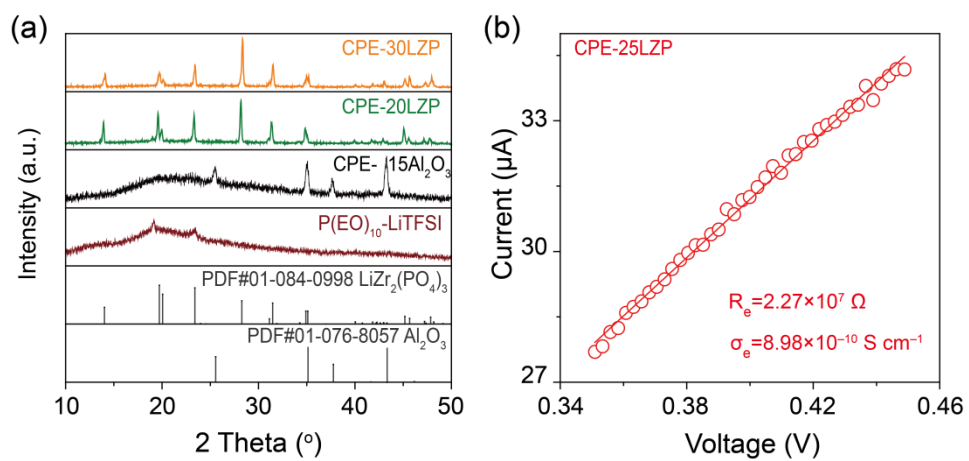 (a)
CPE-30LZP
CPE-20LZP
CPE- 15Al₂O₃
P(EO)₁₀-LiTFSI
PDF#01-084-0998 LiZr₂(PO₄)₃
PDF#01-076-8057 Al₂O₃
Intensity (a.u.)
10 20 30 40 50
2 Theta (°)
(b)
CPE-25LZP
33
30
27
Current (μA)
Rₑ=2.27×10⁷ Ω
σₑ=8.98×10⁻¹⁰ S cm⁻¹
0.34 0.38 0.42 0.46
Voltage (V)